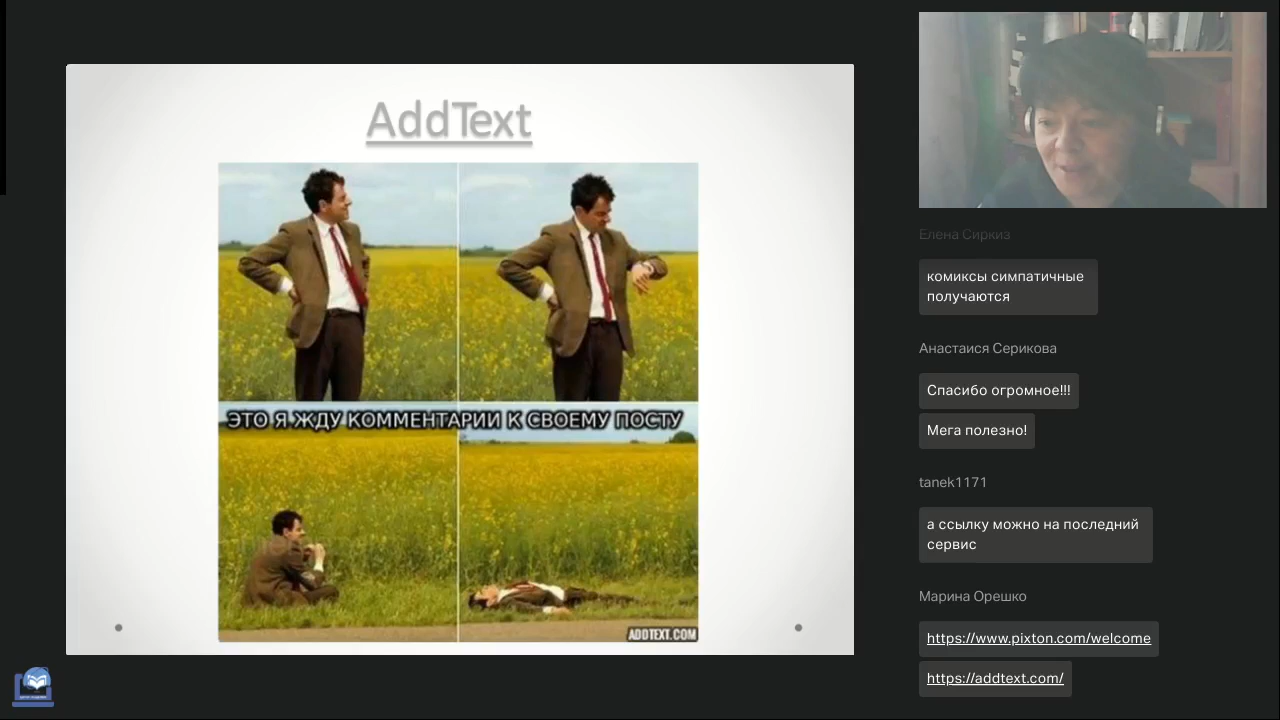 AddText
ЭТО Я ЖДУ КОММЕНТАРИИ К СВОЕМУ ПОСТУ
ADDTEXT.COM
Елена Сиркиз
комиксы симпатичные
получаются
Анастаися Серикова
Спасибо огромное!!!
Мега полезно!
tanek1171
а ссылку можно на последний
сервис
Марина Орешко
https://www.pixton.com/welcome
https://addtext.com/